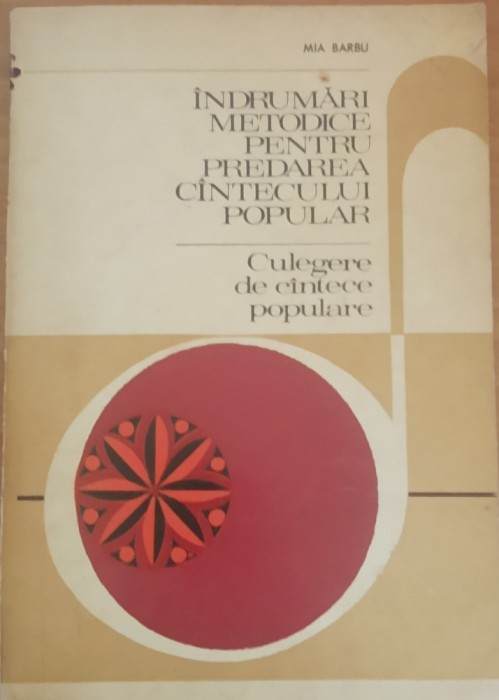 MIA BARBU
ÎNDRUMĂRI
METODICE
PENTRU
PREDAREA
CÎNTECULUI
POPULAR
Culegere
de cîntece
populare